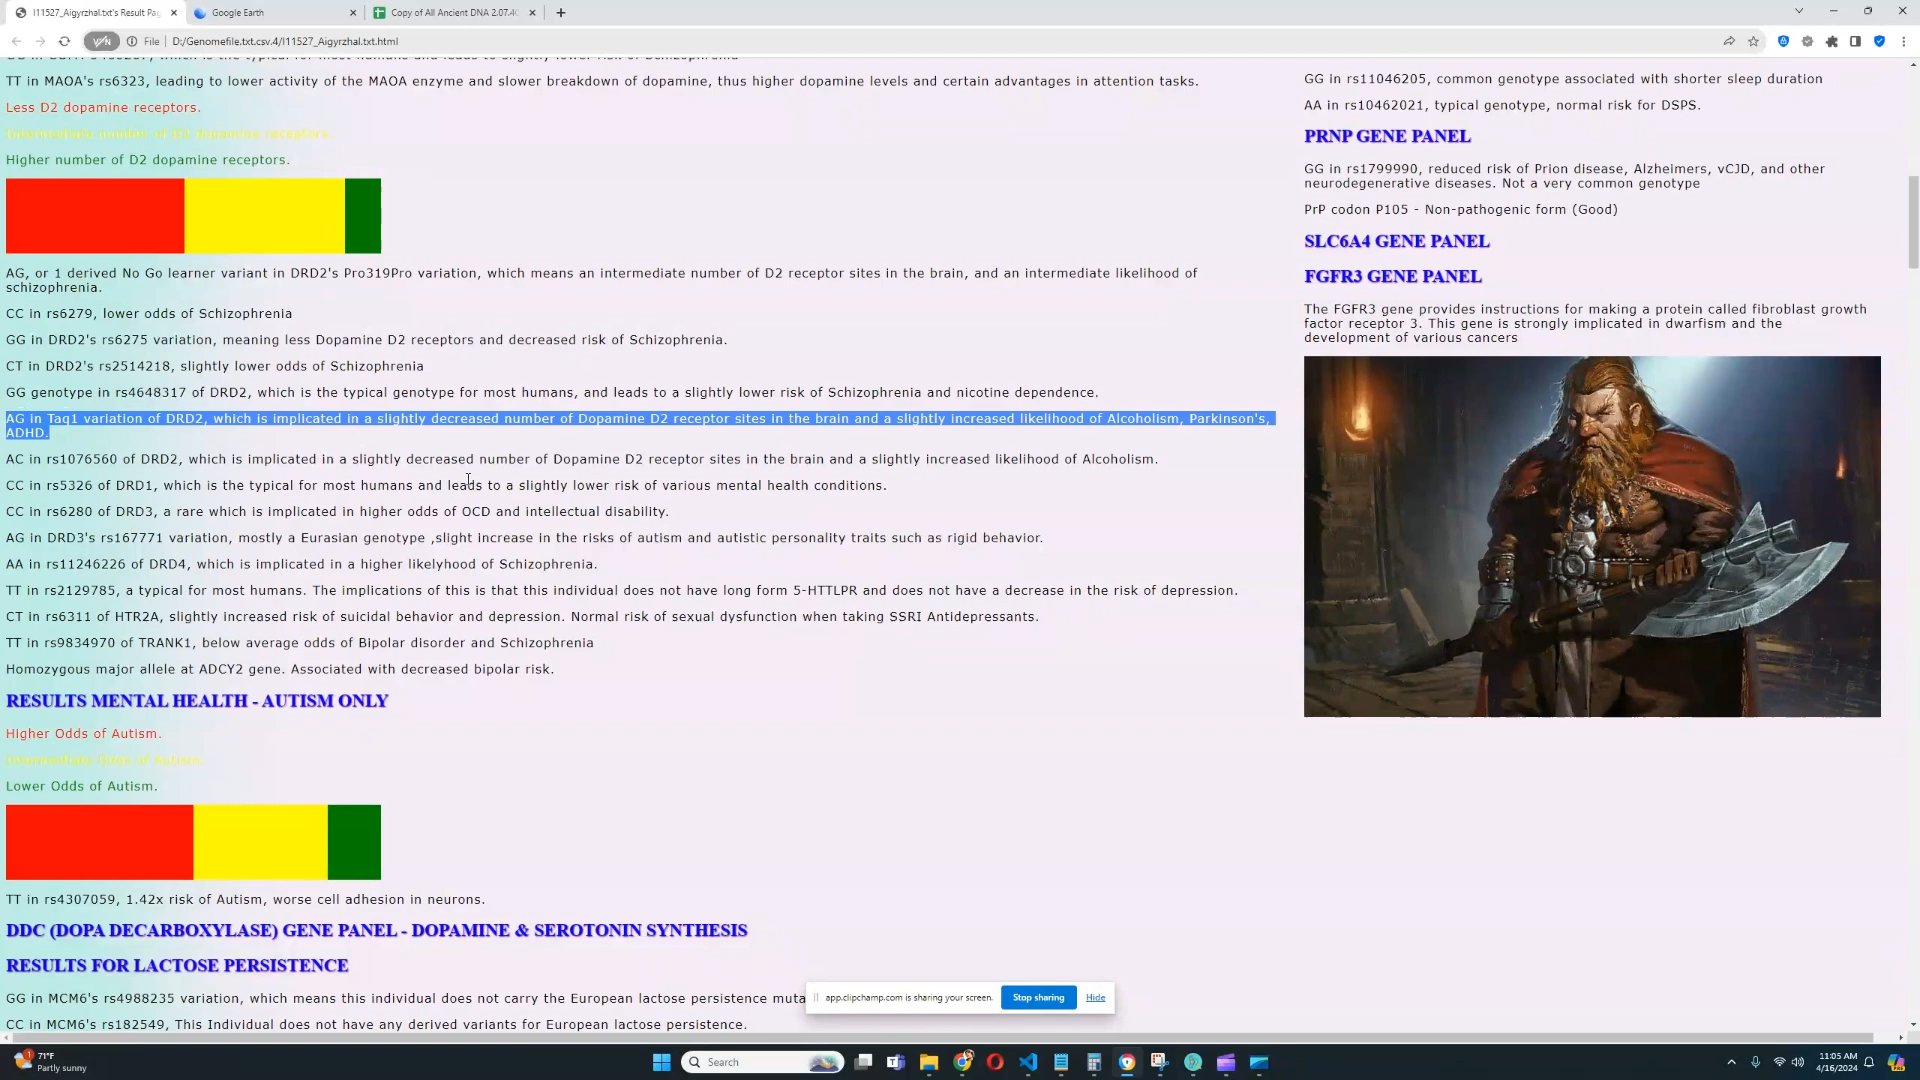 I11527_Aigyrzhal.txt's Result Pag
Google Earth
Copy of All Ancient DNA 2.07.40
File
D:/Genomefile.txt.csv.4/I11527_Aigyrzhal.txt.html
TT in MAOA's rs6323, leading to lower activity of the MAOA enzyme and slower breakdown of dopamine, thus higher dopamine levels and certain advantages in attention tasks.
Less D2 dopamine receptors.
Intermediate number of D2 dopamine receptors.
Higher number of D2 dopamine receptors.
AG, or 1 derived No Go learner variant in DRD2's Pro319Pro variation, which means an intermediate number of D2 receptor sites in the brain, and an intermediate likelihood of
schizophrenia.
CC in rs6279, lower odds of Schizophrenia
GG in DRD2's rs6275 variation, meaning less Dopamine D2 receptors and decreased risk of Schizophrenia.
CT in DRD2's rs2514218, slightly lower odds of Schizophrenia
GG genotype in rs4648317 of DRD2, which is the typical genotype for most humans, and leads to a slightly lower risk of Schizophrenia and nicotine dependence.
AG in Taq1 variation of DRD2, which is implicated in a slightly decreased number of Dopamine D2 receptor sites in the brain and a slightly increased likelihood of Alcoholism, Parkinson's,
ADHD.
AC in rs1076560 of DRD2, which is implicated in a slightly decreased number of Dopamine D2 receptor sites in the brain and a slightly increased likelihood of Alcoholism.
CC in rs5326 of DRD1, which is the typical for most humans and leads to a slightly lower risk of various mental health conditions.
CC in rs6280 of DRD3, a rare which is implicated in higher odds of OCD and intellectual disability.
AG in DRD3's rs167771 variation, mostly a Eurasian genotype ,slight increase in the risks of autism and autistic personality traits such as rigid behavior.
AA in rs11246226 of DRD4, which is implicated in a higher likelyhood of Schizophrenia.
TT in rs2129785, a typical for most humans. The implications of this is that this individual does not have long form 5-HTTLPR and does not have a decrease in the risk of depression.
CT in rs6311 of HTR2A, slightly increased risk of suicidal behavior and depression. Normal risk of sexual dysfunction when taking SSRI Antidepressants.
TT in rs9834970 of TRANK1, below average odds of Bipolar disorder and Schizophrenia
Homozygous major allele at ADCY2 gene. Associated with decreased bipolar risk.
RESULTS MENTAL HEALTH - AUTISM ONLY
Higher Odds of Autism.
Intermediate Odds of Autism.
Lower Odds of Autism.
TT in rs4307059, 1.42x risk of Autism, worse cell adhesion in neurons.
DDC (DOPA DECARBOXYLASE) GENE PANEL - DOPAMINE & SEROTONIN SYNTHESIS
RESULTS FOR LACTOSE PERSISTENCE
GG in MCM6's rs4988235 variation, which means this individual does not carry the European lactose persistence muta
CC in MCM6's rs182549, This Individual does not have any derived variants for European lactose persistence.
GG in rs11046205, common genotype associated with shorter sleep duration
AA in rs10462021, typical genotype, normal risk for DSPS.
PRNP GENE PANEL
GG in rs1799990, reduced risk of Prion disease, Alzheimers, vCJD, and other
neurodegenerative diseases. Not a very common genotype
PrP codon P105 - Non-pathogenic form (Good)
SLC6A4 GENE PANEL
FGFR3 GENE PANEL
The FGFR3 gene provides instructions for making a protein called fibroblast growth
factor receptor 3. This gene is strongly implicated in dwarfism and the
development of various cancers
app.clipchamp.com is sharing your screen.
Stop sharing
Hide
1
71°F
Partly sunny
Search
11:05 AM
4/16/2024